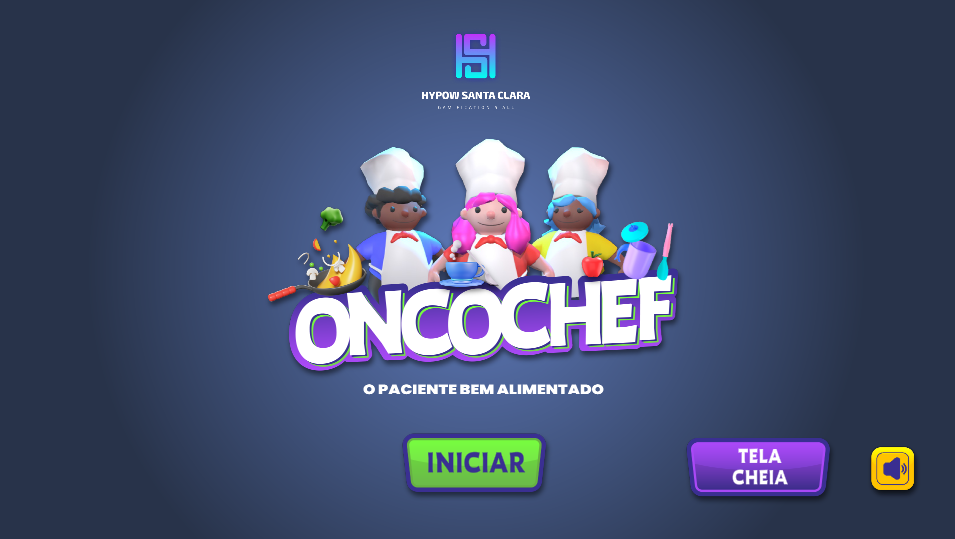 HYPOW SANTA CLARA
ONCOCHEF
O PACIENTE BEM ALIMENTADO
INICIAR
TELA
CHEIA